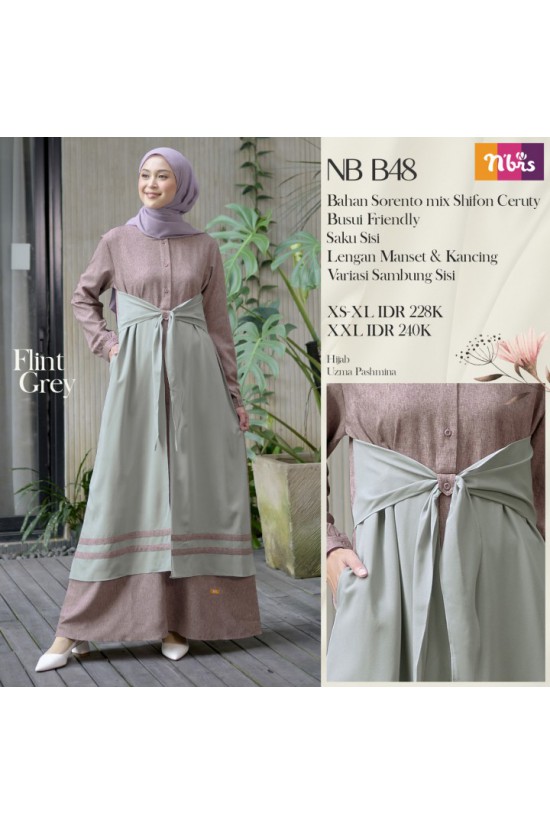 Nbrs
NB B48
Bahan Sorento mix Shifon Ceruty
Busui Friendly
Saku Sisi
Lengan Manset & Kancing
Variasi Sambung Sisi
XS-XL IDR 228K
XXL IDR 240K
Hijab
Uzma Pashmina
Flint
Grey